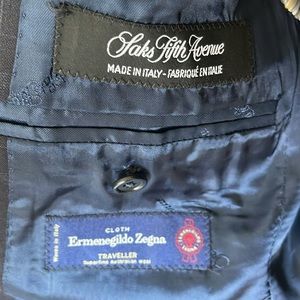 Saks Fifth Avenue
MADE IN ITALY - FABRIQUÉ EN ITALIE
Woven in Italy
CLOTH
Ermenegildo Zegna
TRAVELLER
Superfine Australian wool